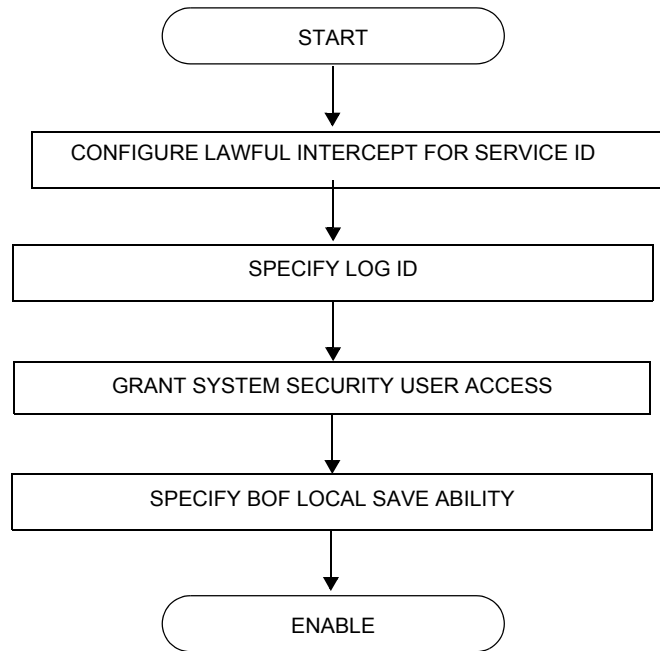 START
CONFIGURE LAWFUL INTERCEPT FOR SERVICE ID
SPECIFY LOG ID
GRANT SYSTEM SECURITY USER ACCESS
SPECIFY BOF LOCAL SAVE ABILITY
ENABLE